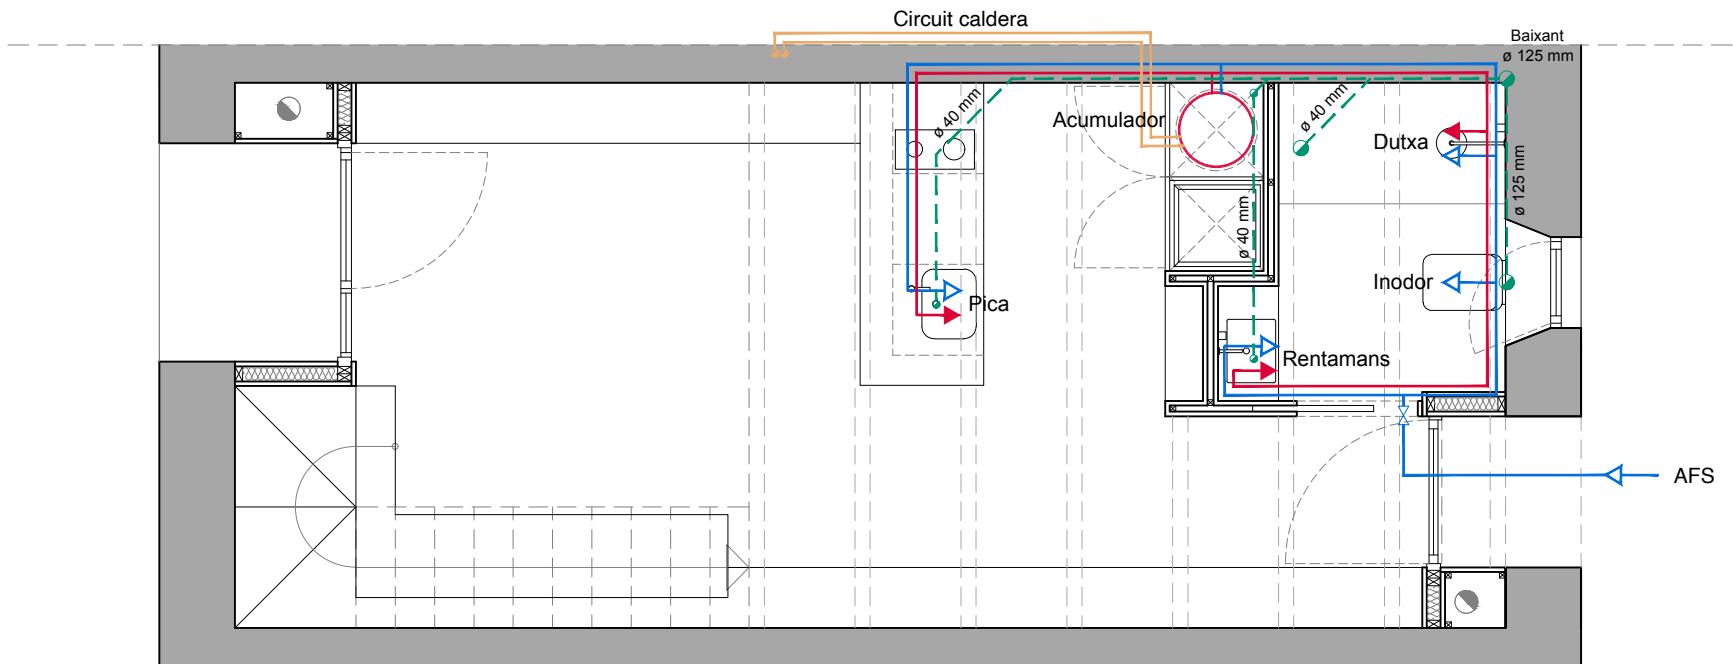 Circuit caldera
Baixant
ø 125 mm
ø 40 mm
Acumulador
ø 40 mm
Dutxa
ø 125 mm
ø 40 mm
Inodor
Pica
Rentamans
AFS